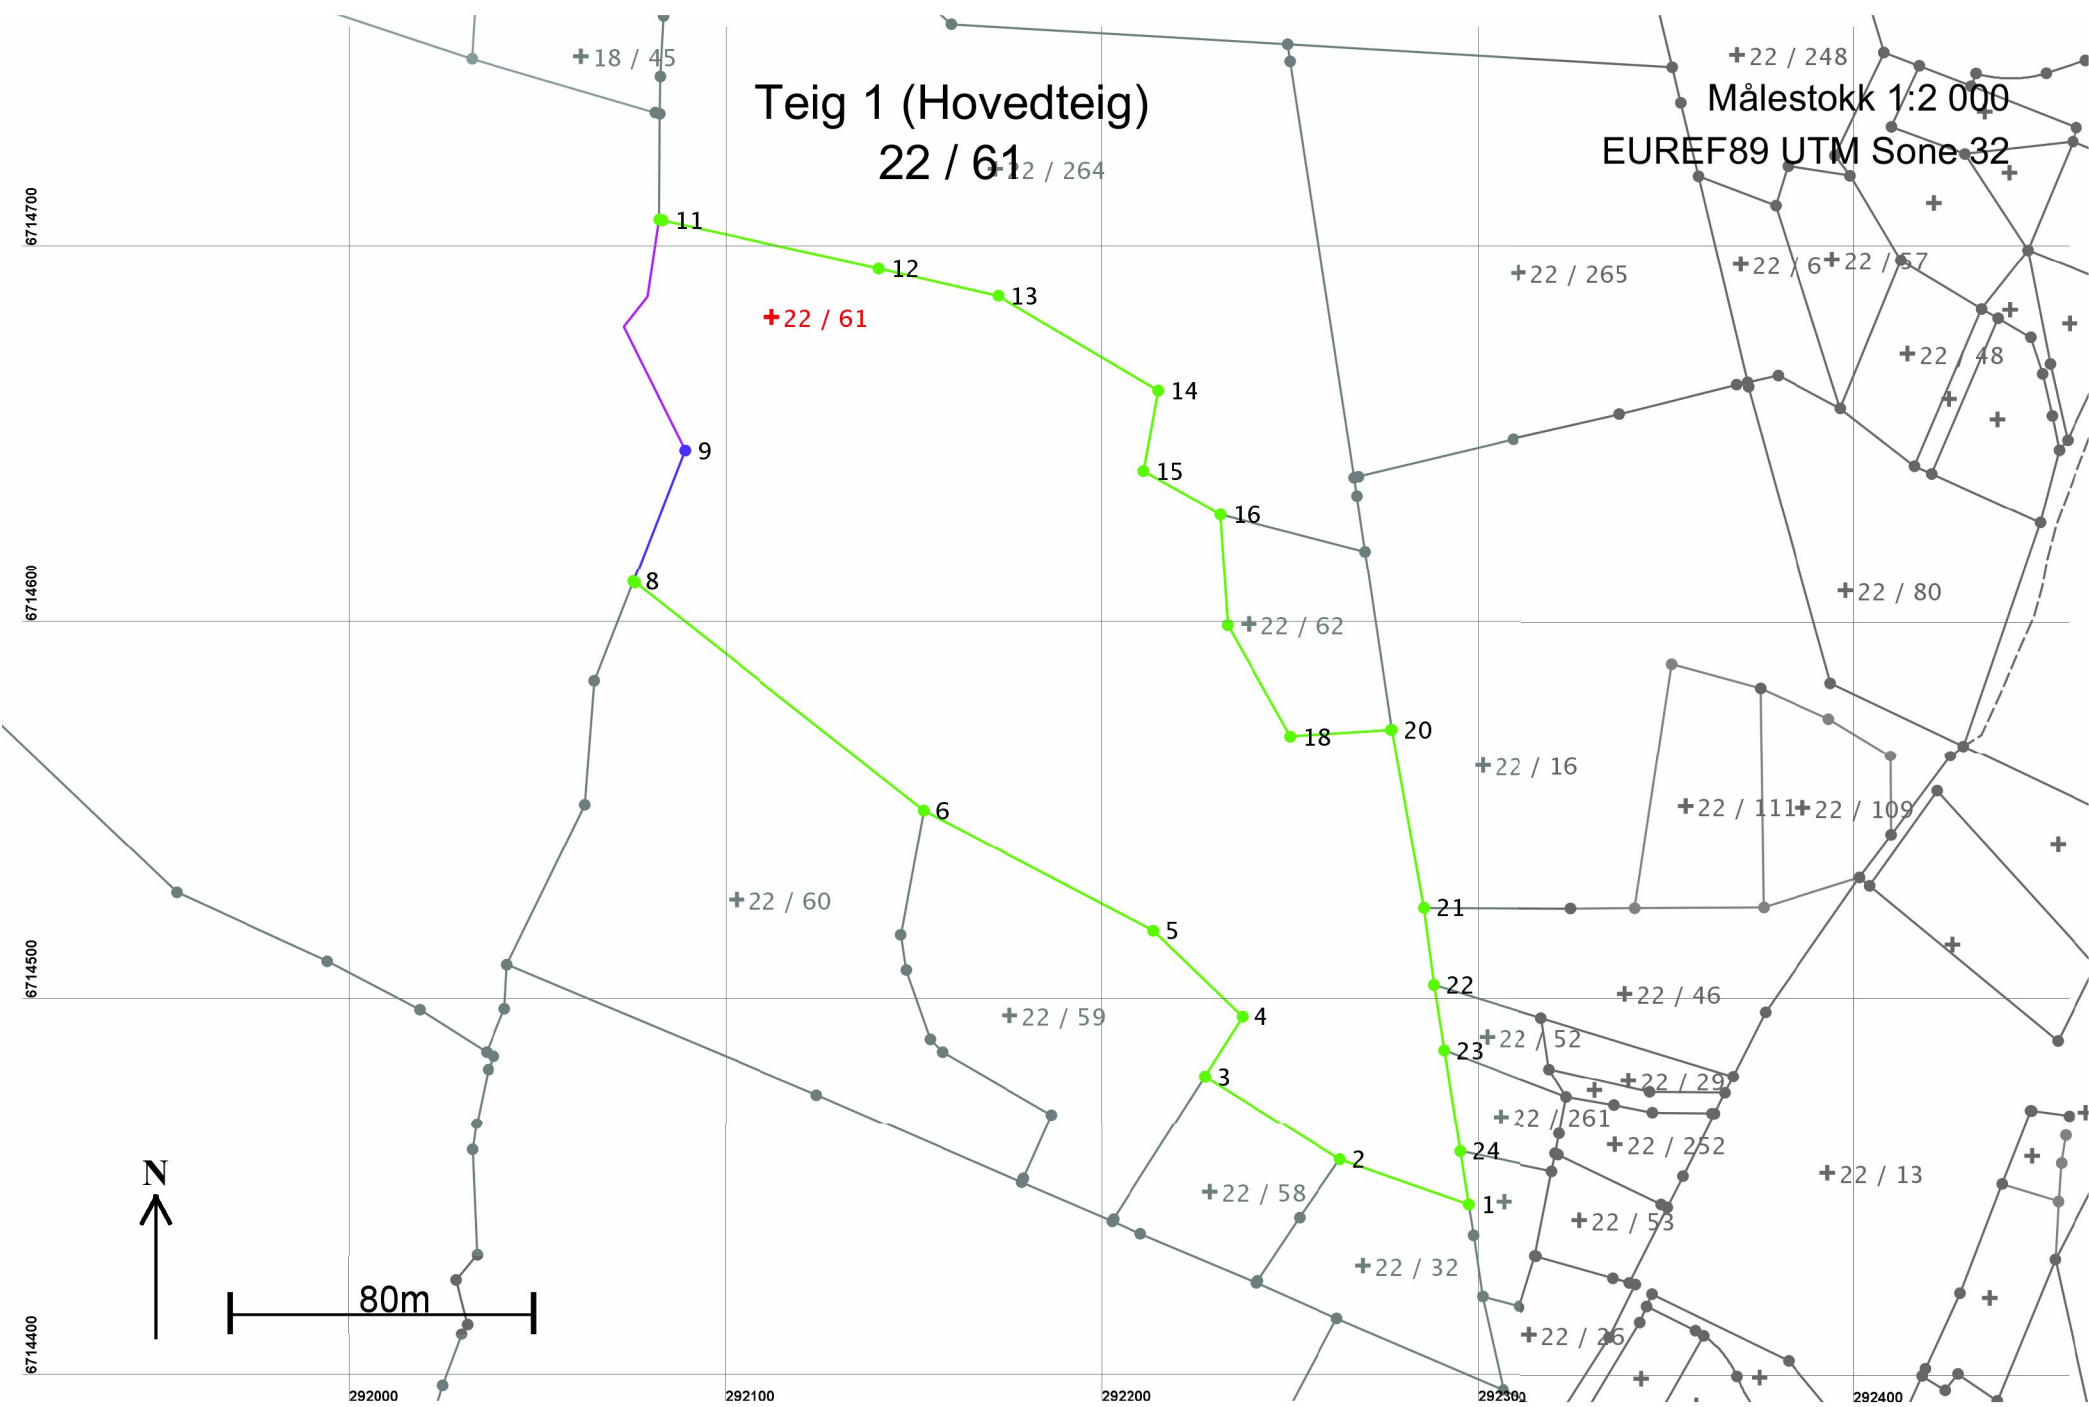 18 / 45
22 / 248
Teig 1 (Hovedteig)
Målestokk 1:2 000
22 / 61
22 / 264
EUREF89 UTM Sone 32
6714700
11
12
13
22 / 265
22 / 6
22 / 57
22 / 61
22 / 48
14
9
15
16
8
6714600
22 / 80
22 / 62
18
20
22 / 16
6
22 / 111
22 / 109
22 / 60
21
5
6714500
22
22 / 46
4
22 / 59
23
22 / 52
3
22 / 29
22 / 261
24
22 / 252
2
N
22 / 13
22 / 58
1
22 / 53
22 / 32
80m
22 / 26
6714400
292000
292100
292200
29230
292400